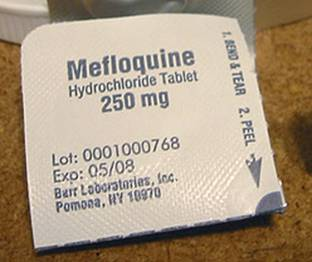 Mefloquine
Hydrochloride Tablet
250 mg
1. BEND & TEAR 2. PEEL
Lot: 0001000768
Exp: 05/08
Barr Laboratories, Inc.
Pomona, NY 10970